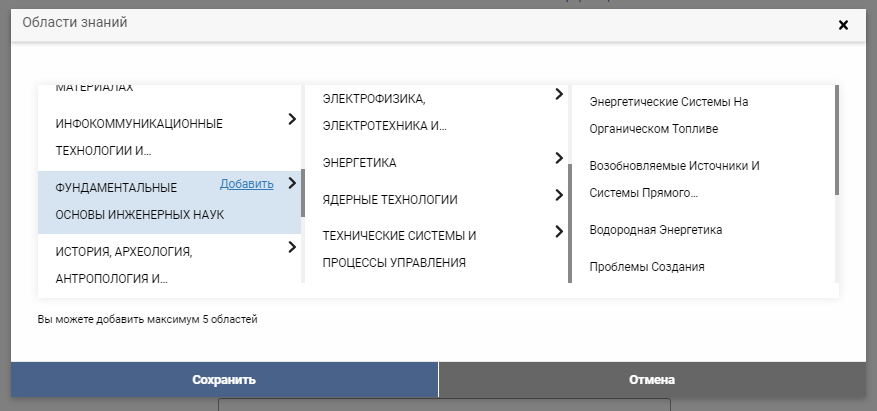 Области знаний
МАТЕРИАЛАХ
ИНФОКОММУНИКАЦИОННЫЕ
ТЕХНОЛОГИИ И...
ФУНДАМЕНТАЛЬНЫЕ Добавить
ОСНОВЫ ИНЖЕНЕРНЫХ НАУК
ИСТОРИЯ, АРХЕОЛОГИЯ,
АНТРОПОЛОГИЯ И...
ЭЛЕКТРОФИЗИКА,
ЭЛЕКТРОТЕХНИКА И...
ЭНЕРГЕТИКА
ЯДЕРНЫЕ ТЕХНОЛОГИИ
ТЕХНИЧЕСКИЕ СИСТЕМЫ И
ПРОЦЕССЫ УПРАВЛЕНИЯ
Энергетические Системы На
Органическом Топливе
Возобновляемые Источники И
Системы Прямого...
Водородная Энергетика
Проблемы Создания
Вы можете добавить максимум 5 областей
Сохранить
Отмена